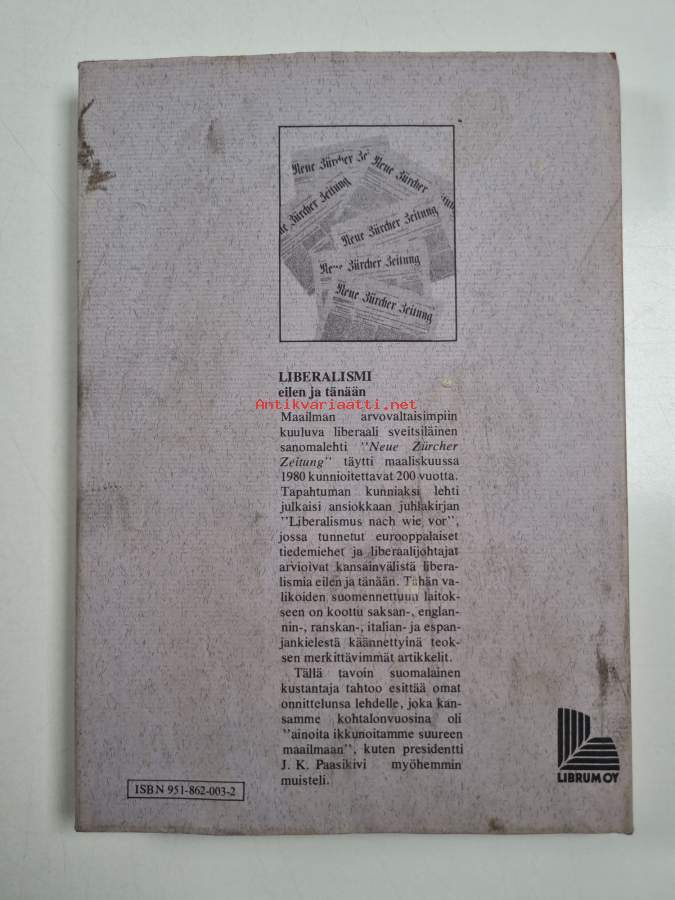 Neue Zürcher Ze
Neue Zürcher
e Zürcher Zeitung
Neue Zürcher Zeitung
Zürcher Zeitung
Neue Zürcher Zeitung
LIBERALISMI
eilen ja tänään
Antikvariaatti.net
Maailman arvovaltaisimpiin
kuuluva liberaali sveitsiläinen
sanomalehti "Neue Zürcher
Zeitung" täytti maaliskuussa
1980 kunnioitettavat 200 vuotta.
Tapahtuman kunniaksi lehti
julkaisi ansiokkaan juhlakirjan
"Liberalismus nach wie vor",
jossa tunnetut eurooppalaiset
tiedemiehet ja liberaalijohtajat
arvioivat kansainvälistä libera-
lismia eilen ja tänään. Tähän va-
likoiden suomennettuun laitok-
seen on koottu saksan-, englan-
nin-, ranskan-, italian- ja espan-
jankielestä käännettyinä teok-
sen merkittävimmät artikkelit.
Tällä tavoin suomalainen
kustantaja tahtoo esittää omat
onnittelunsa lehdelle, joka kan-
samme kohtalonvuosina oli
"ainoita ikkunoitamme suureen
maailmaan", kuten presidentti
J. K. Paasikivi myöhemmin
muisteli.
ISBN 951-862-003-2
LIBRUM OY